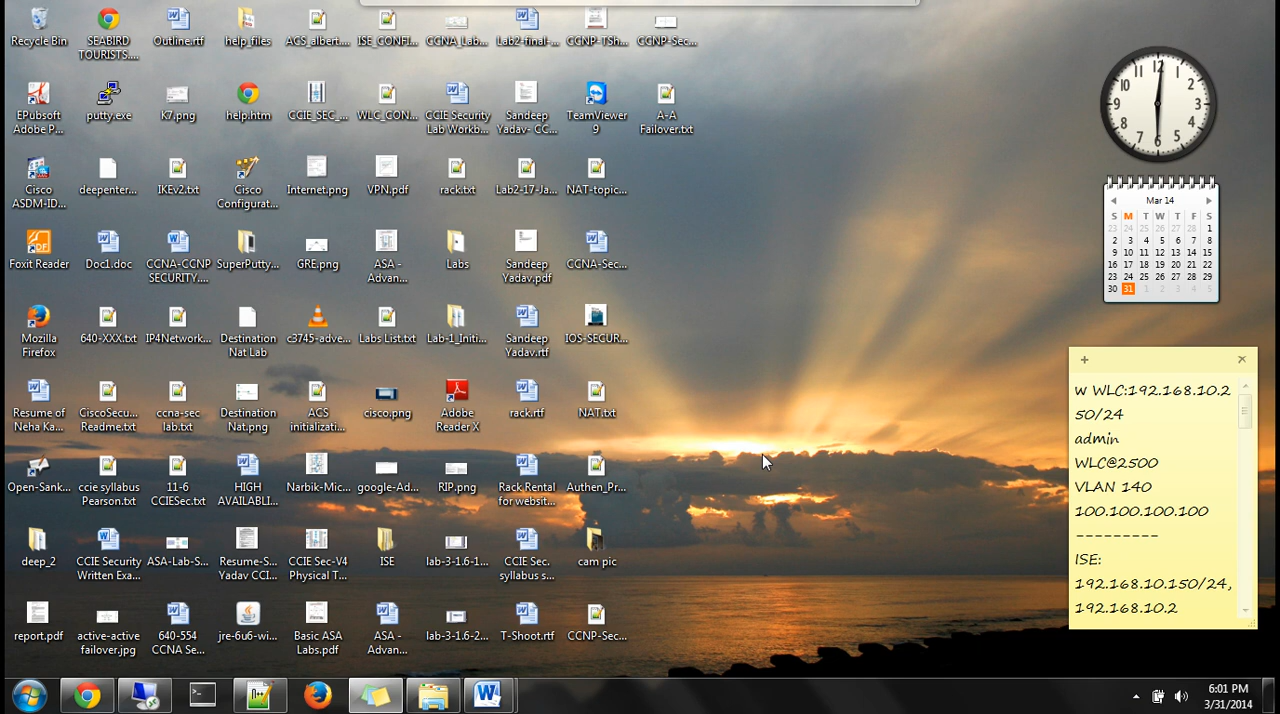 Recycle Bin
SEABIRD TOURISTS....
Outline.rtf
help_files
ACS_albert....
ISE_CONFI...
CCNA_Lab...
Lab2-final-...
CCNP-TSh...
CCNP-Sec...
EPubsoft Adobe P...
putty.exe
K7.png
help.htm
CCIE_SEC_...
WLC_CON...
CCIE Security Lab Workb...
Sandeep Yadav- CC...
TeamViewer 9
A-A Failover.txt
Cisco ASDM-ID...
deepenter...
IKEv2.txt
Cisco Configurat...
Internet.png
VPN.pdf
rack.txt
Lab2-17-Ja...
NAT-topic...
Foxit Reader
Doc1.doc
CCNA-CCNP SECURITY....
SuperPutty...
GRE.png
ASA - Advan...
Labs
Sandeep Yadav.pdf
CCNA-Sec...
Mozilla Firefox
640-XXX.txt
IP4Network...
Destination Nat Lab
c3745-adve...
Labs List.txt
Lab-1_Initi...
Sandeep Yadav.rtf
IOS-SECUR...
Resume of Neha Ka...
CiscoSecu... Readme.txt
ccna-sec lab.txt
Destination Nat.png
ACS initializati...
cisco.png
Adobe Reader X
rack.rtf
NAT.txt
Open-Sank...
ccie syllabus Pearson.txt
11-6 CCIESec.txt
HIGH AVAILABLI...
Narbik-Mic...
google-Ad...
RIP.png
Rack Rental for websit...
Authen_Pr...
deep_2
CCIE Security Written Exa...
ASA-Lab-S...
Resume-S... Yadav CCI...
CCIE Sec-V4 Physical T...
ISE
lab-3-1.6-1...
CCIE Sec. syllabus s...
cam pic
report.pdf
active-active failover.jpg
640-554 CCNA Se...
jre-6u6-wi...
Basic ASA Labs.pdf
ASA - Advan...
lab-3-1.6-2...
T-Shoot.rtf
CCNP-Sec...
12
1
2
3
4
5
6
7
8
9
10
11
Mar 14
S M T W T F S
23 24 25 26 27 28 1
2 3 4 5 6 7 8
9 10 11 12 13 14 15
16 17 18 19 20 21 22
23 24 25 26 27 28 29
30 31 1 2 3 4 5
w WLC:192.168.10.2
50/24
admin
WLC@2500
VLAN 140
100.100.100.100
---------
ISE:
192.168.10.150/24,
192.168.10.2
6:01 PM
3/31/2014